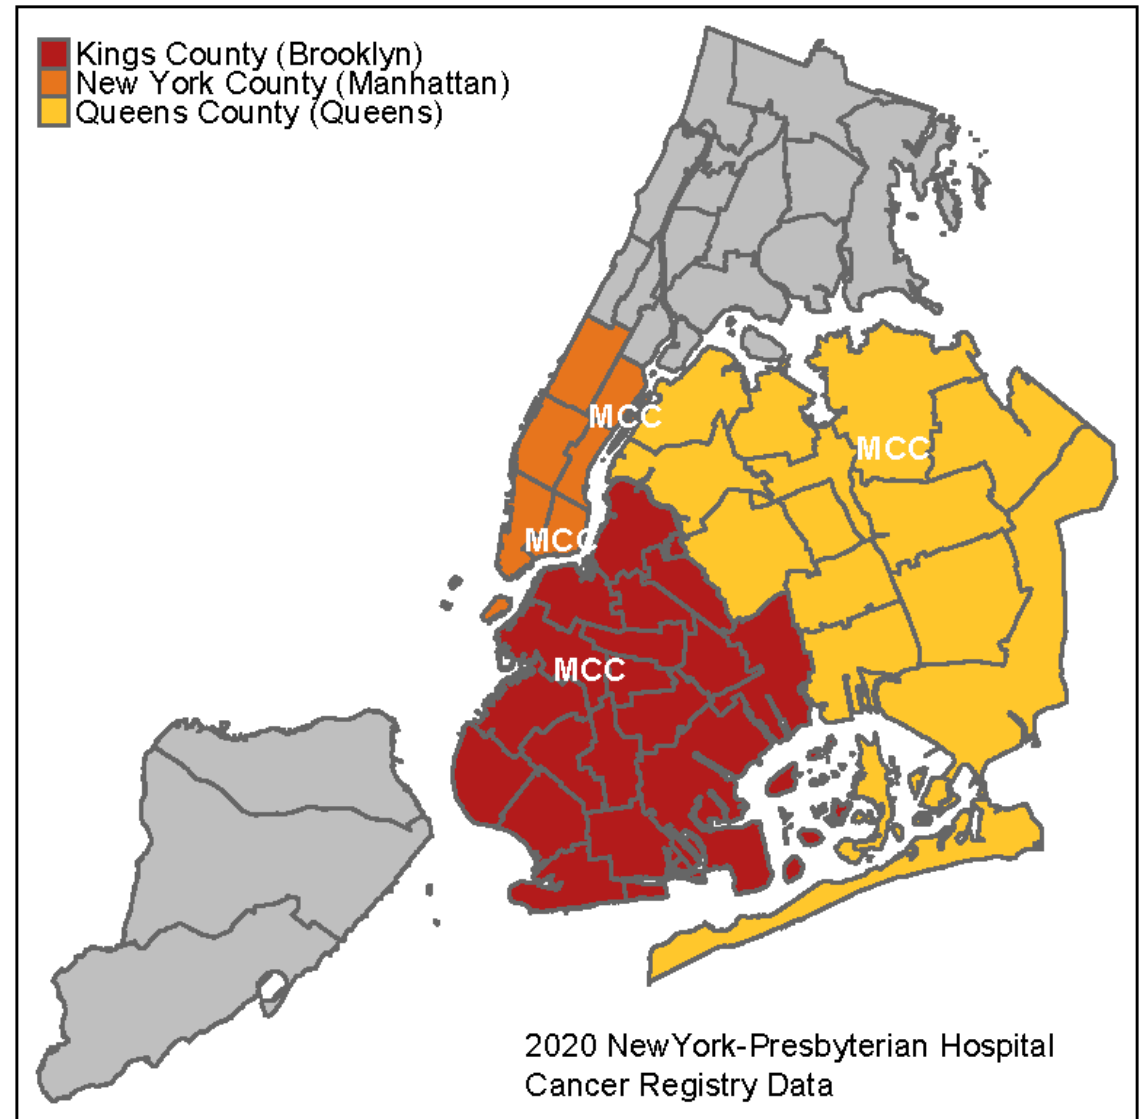 Kings County (Brooklyn)
New York County (Manhattan)
Queens County (Queens)
MCC
MCC
MCC
MCC
2020 NewYork-Presbyterian Hospital
Cancer Registry Data